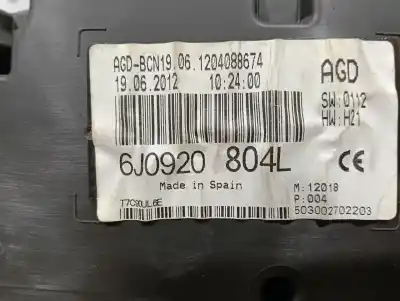 AGD-BCN19.06.1204088674
19.06.2012 10:24:00
AGD
SW:0112
HW:H21
6J0920 804L
CE
Made in Spain
M:12018
P:004
503002702203